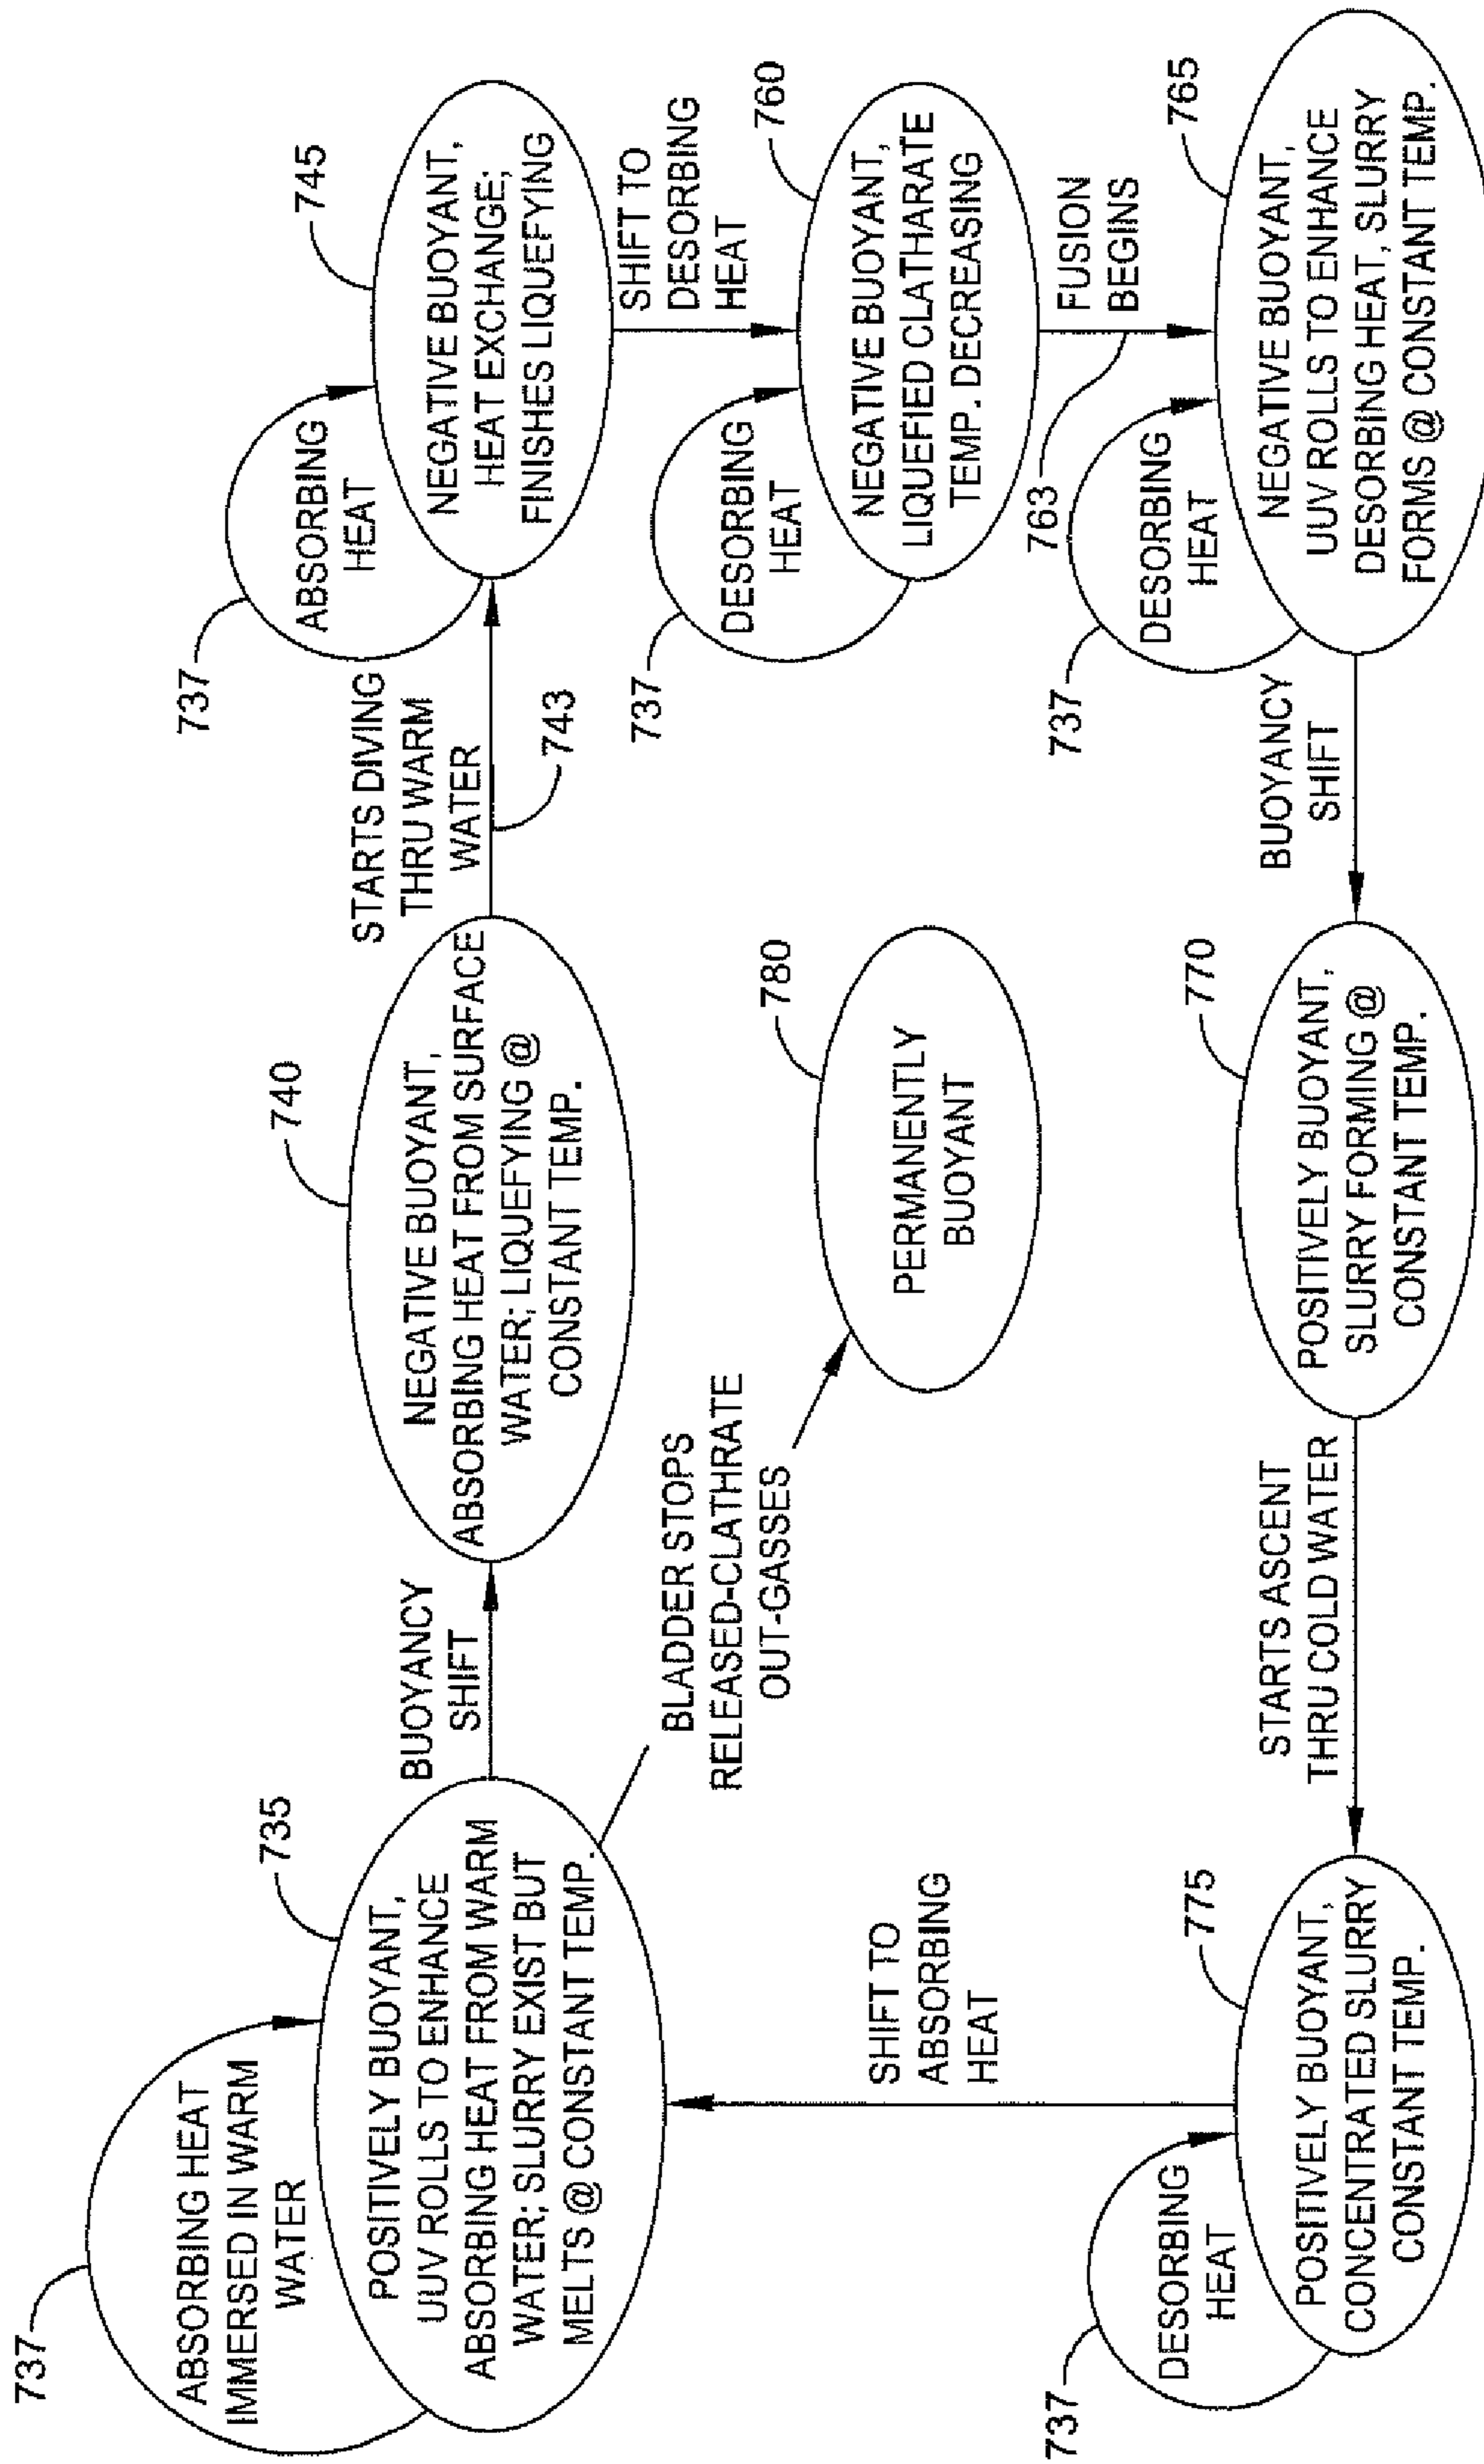 737
ABSORBING HEAT
IMMERSED IN WARM
WATER
735
POSITIVELY BUOYANT,
UUV ROLLS TO ENHANCE
ABSORBING HEAT FROM WARM
WATER; SLURRY EXIST BUT
MELTS @ CONSTANT TEMP.
BUOYANCY
SHIFT
740
NEGATIVE BUOYANT,
ABSORBING HEAT FROM SURFACE
WATER; LIQUEFYING @
CONSTANT TEMP.
STARTS DIVING
THRU WARM
WATER
743
737
ABSORBING
HEAT
745
NEGATIVE BUOYANT,
HEAT EXCHANGE;
FINISHES LIQUEFYING
SHIFT TO
DESORBING
HEAT
737
DESORBING
HEAT
760
NEGATIVE BUOYANT,
LIQUEFIED CLATHARATE
TEMP. DECREASING
763
FUSION
BEGINS
737
DESORBING
HEAT
765
NEGATIVE BUOYANT,
UUV ROLLS TO ENHANCE
DESORBING HEAT, SLURRY
FORMS @ CONSTANT TEMP.
BUOYANCY
SHIFT
770
POSITIVELY BUOYANT,
SLURRY FORMING @
CONSTANT TEMP.
STARTS ASCENT
THRU COLD WATER
775
POSITIVELY BUOYANT,
CONCENTRATED SLURRY
CONSTANT TEMP.
737
DESORBING
HEAT
SHIFT TO
ABSORBING
HEAT
BLADDER STOPS
RELEASED-CLATHRATE
OUT-GASSES
780
PERMANENTLY
BUOYANT